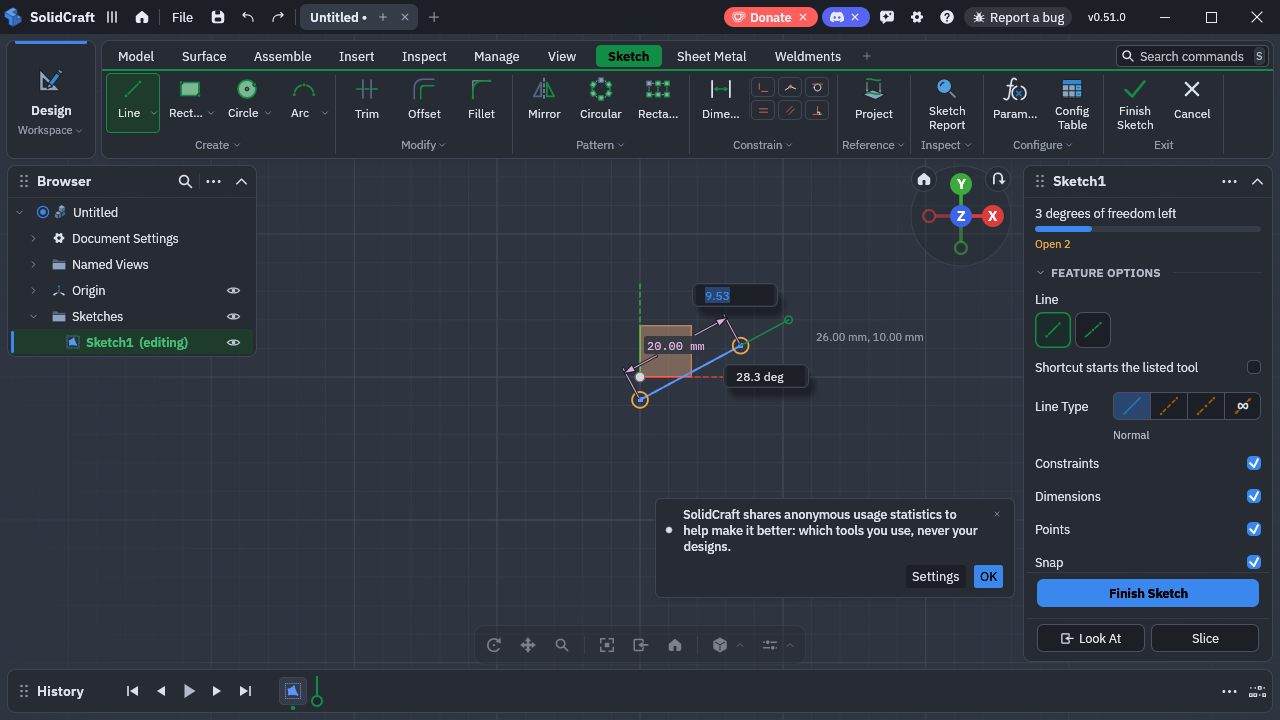 SolidCraft
File
Untitled •
Donate
Report a bug
v0.51.0
Design
Workspace
Model
Surface
Assemble
Insert
Inspect
Manage
View
Sketch
Sheet Metal
Weldments
Search commands
S
Line
Rect...
Circle
Arc
Trim
Offset
Fillet
Mirror
Circular
Recta...
Dime...
Project
Sketch
Report
Param...
Config
Table
Finish
Sketch
Cancel
Create
Modify
Pattern
Constrain
Reference
Inspect
Configure
Exit
Browser
Untitled
Document Settings
Named Views
Origin
Sketches
Sketch1 (editing)
Y
Z
X
9.53
20.00 mm
26.00 mm, 10.00 mm
28.3 deg
Sketch1
3 degrees of freedom left
Open 2
FEATURE OPTIONS
Line
Shortcut starts the listed tool
Line Type
Normal
Constraints
Dimensions
Points
Snap
Finish Sketch
Look At
Slice
SolidCraft shares anonymous usage statistics to
help make it better: which tools you use, never your
designs.
Settings
OK
History